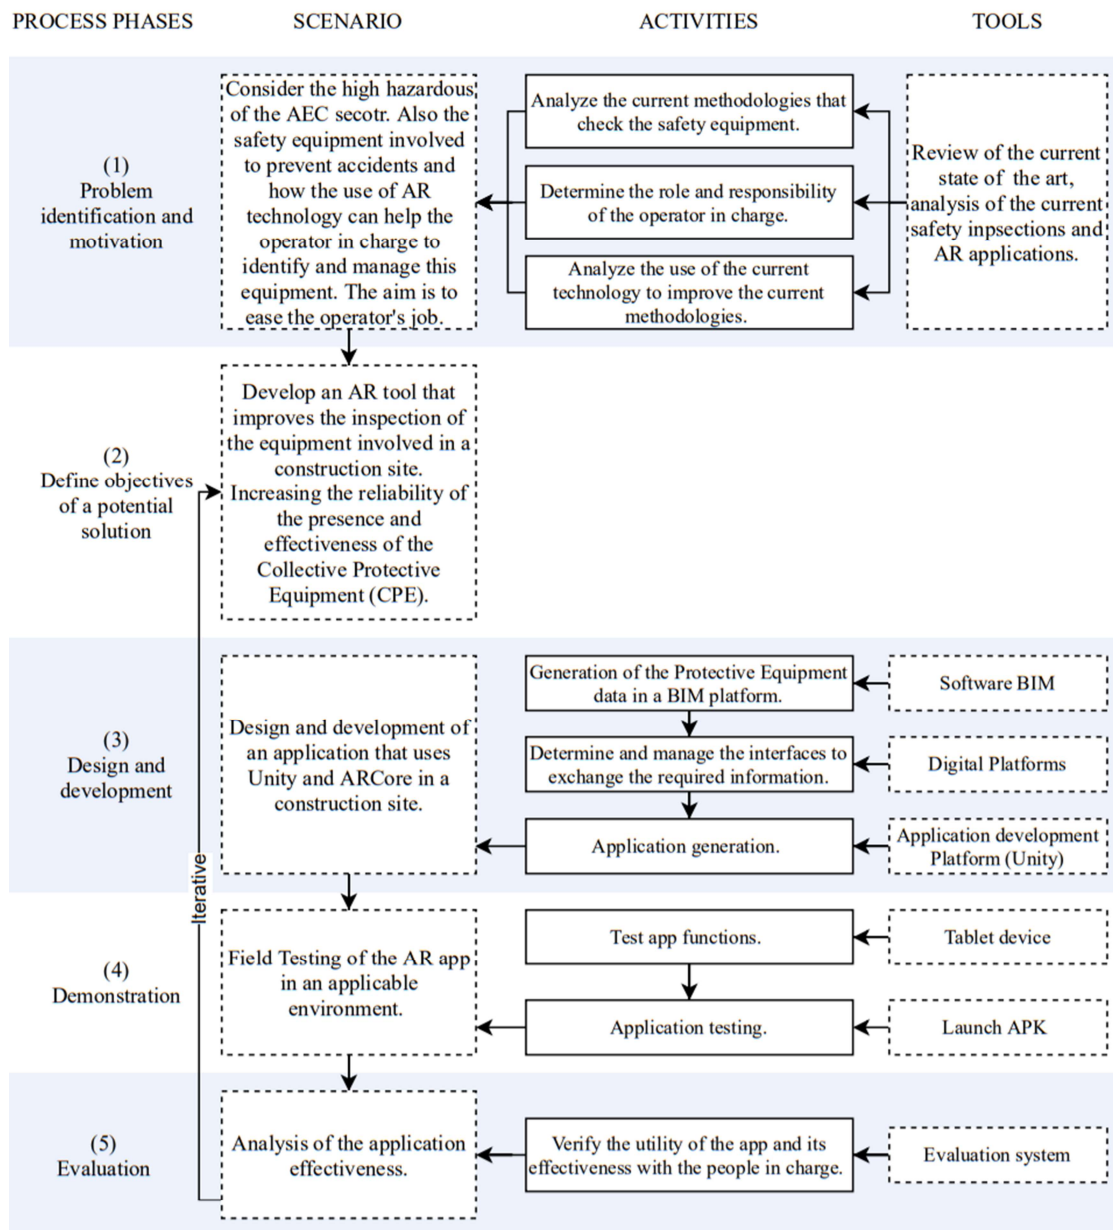 PROCESS PHASES
SCENARIO
ACTIVITIES
TOOLS
(1)
Problem
identification and
motivation
Consider the high hazardous
of the AEC secotr. Also the
safety equipment involved
to prevent accidents and
how the use of AR
technology can help the
operator in charge to
identify and manage this
equipment. The aim is to
ease the operator's job.
Analyze the current methodologies that
check the safety equipment.
Determine the role and responsibility
of the operator in charge.
Analyze the use of the current
technology to improve the current
methodologies.
Review of the current
state of the art,
analysis of the current
safety inpsections and
AR applications.
(2)
Define objectives
of a potential
solution
Develop an AR tool that
improves the inspection of
the equipment involved in a
construction site.
Increasing the reliability of
the presence and
effectiveness of the
Collective Protective
Equipment (CPE).
(3)
Design and
development
Design and development of
an application that uses
Unity and ARCore in a
construction site.
Generation of the Protective Equipment
data in a BIM platform.
Software BIM
Determine and manage the interfaces to
exchange the required information.
Digital Platforms
Application generation.
Application development
Platform (Unity)
Iterative
(4)
Demonstration
Field Testing of the AR app
in an applicable
environment.
Test app functions.
Tablet device
Application testing.
Launch APK
(5)
Evaluation
Analysis of the application
effectiveness.
Verify the utility of the app and its
effectiveness with the people in charge.
Evaluation system